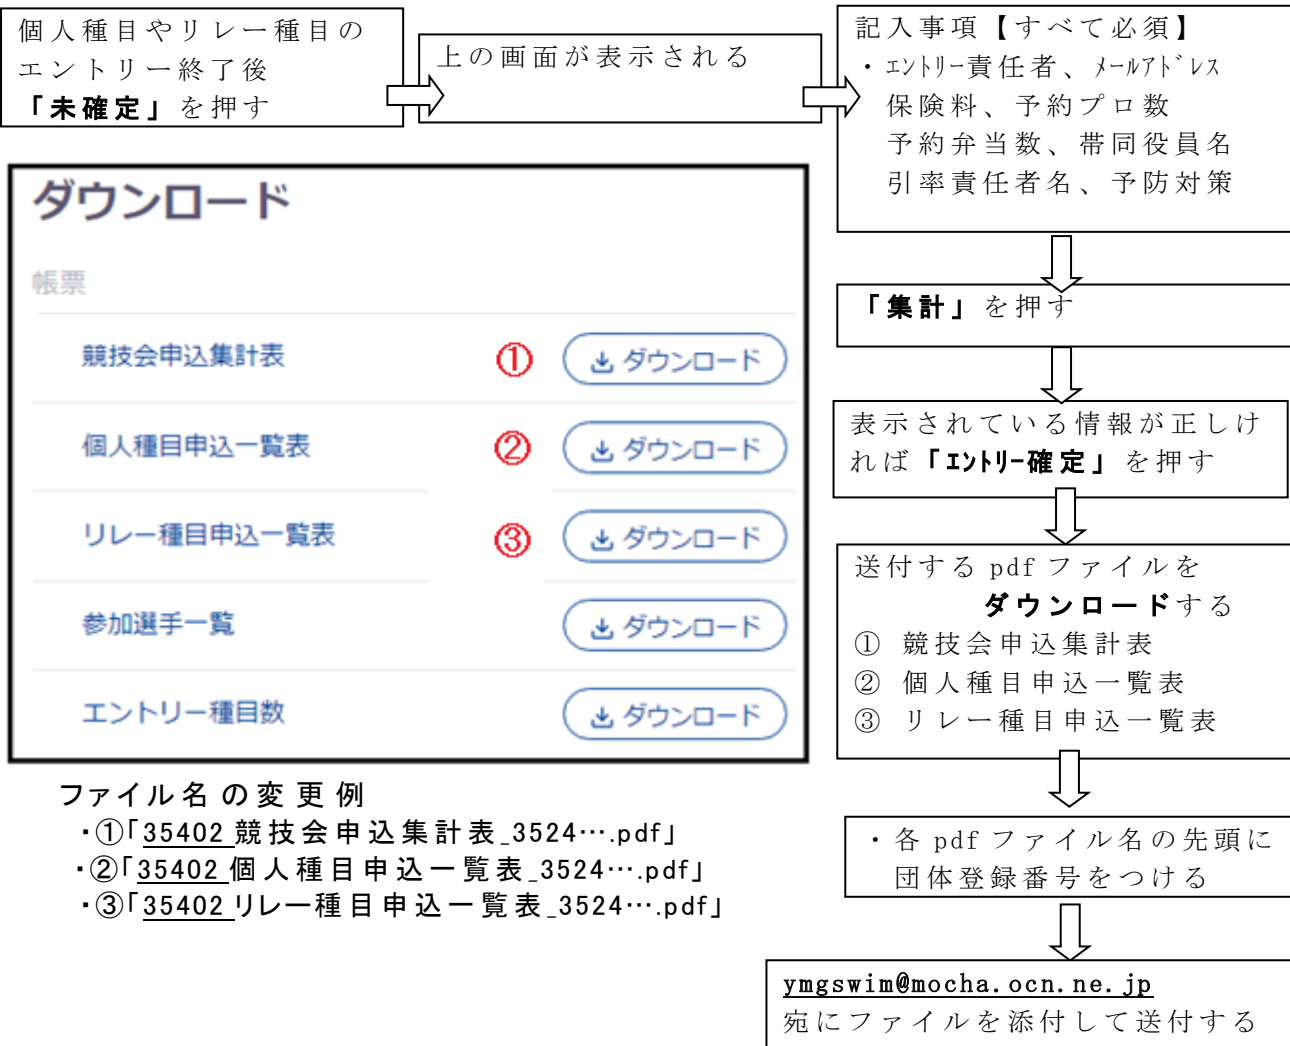 個人種目やリレー種目の
エントリー終了後
「未確定」を押す
上の画面が表示される
記入事項【すべて必須】
・ｴﾝﾄﾘｰ責任者、ﾒｰﾙｱﾄﾞﾚｽ
保険料、予約プロ数
予約弁当数、帯同役員名
引率責任者名、予防対策
「集計」を押す
表示されている情報が正しけ
れば「ｴﾝﾄﾘｰ確定」を押す
送付する pdf ファイルを
ダウンロードする
① 競技会申込集計表
② 個人種目申込一覧表
③ リレー種目申込一覧表
・各 pdf ファイル名の先頭に
団体登録番号をつける
ymgswim@mocha.ocn.ne.jp
宛にファイルを添付して送付する
ダウンロード
帳票
競技会申込集計表 ① ダウンロード
個人種目申込一覧表 ② ダウンロード
リレー種目申込一覧表 ③ ダウンロード
参加選手一覧 ダウンロード
エントリー種目数 ダウンロード
ファイル名の変更例
・①「35402 競技会申込集計表_3524….pdf」
・②「35402 個人種目申込一覧表_3524….pdf」
・③「35402 リレー種目申込一覧表_3524….pdf」